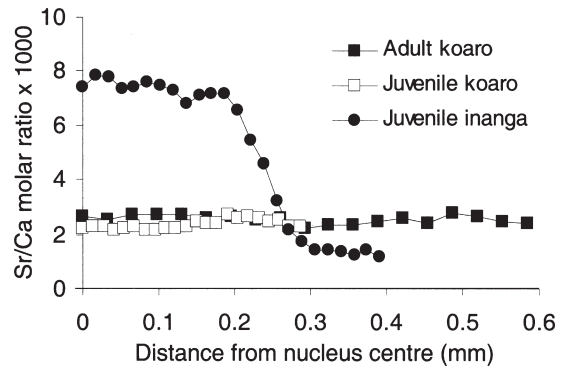 10
8
6
4
2
0
Sr/Ca molar ratio x 1000
Adult koaro
Juvenile koaro
Juvenile inanga
0 0.1 0.2 0.3 0.4 0.5 0.6
Distance from nucleus centre (mm)